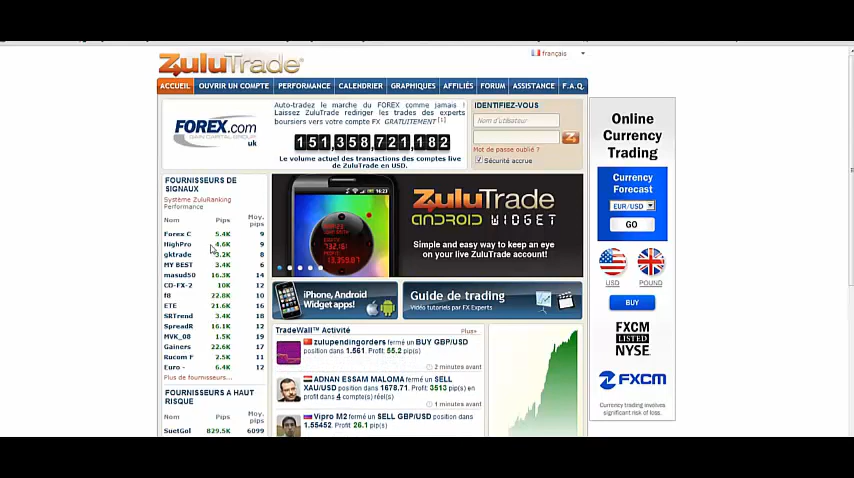 ZuluTrade
français
ACCUEIL OUVRIR UN COMPTE PERFORMANCE CALENDRIER GRAPHIQUES AFFILIÉS FORUM ASSISTANCE F.A.Q.
FOREX.com
GAIN CAPITAL GROUP
uk
Auto-tradez le marche du FOREX comme jamais !
Laissez ZuluTrade rediriger les trades des experts
boursiers vers votre compte FX GRATUITEMENT [1]
151,358,721,182
Le volume actuel des transactions des comptes live
de ZuluTrade en USD.
IDENTIFIEZ-VOUS
Nom d'utilisateur
Mot de passe oublié ?
Sécurité accrue
FOURNISSEURS DE
SIGNAUX
Système ZuluRanking
Performance
Nom Pips Moy. pips
Forex C 5.4K 9
HighPro 4.6K 9
gktrade 3.2K 8
MY BEST 3.4K 6
masud50 16.3K 14
CD-FX-2 10K 12
f8 22.8K 10
ETE 21.6K 16
SRTrend 3.4K 18
SpreadR 16.1K 12
MVK_08 1.5K 19
Gainers 22.6K 17
Rucom F 2.5K 11
Euro - 6.4K 12
Plus de fournisseurs...
FOURNISSEURS A HAUT
RISQUE
Nom Pips Moy. pips
SuetGol 829.5K 6099
16:23
ZuluTrade
ANDROID WIDGET
Simple and easy way to keep an eye
on your live ZuluTrade account!
iPhone, Android
Widget apps!
Guide de trading
Vidéo tutoriels par FX Experts
TradeWall™ Activité
Plus+
zulupendingorders fermé un BUY GBP/USD
position dans 1.561. Profit: 55.2 pip(s)
2 minutes avant
ADNAN ESSAM MALOMA fermé un SELL
XAU/USD position dans 1678.71. Profit: 3513 pip(s) en
profit dans 4 compte(s) réel(s)
1 minutes avant
Vipro M2 fermé un SELL GBP/USD position dans
1.55452. Profit: 26.1 pip(s)
Online
Currency
Trading
Currency
Forecast
EUR/USD
GO
USD POUND
BUY
FXCM
LISTED
NYSE
FXCM
Currency trading involves
significant risk of loss.